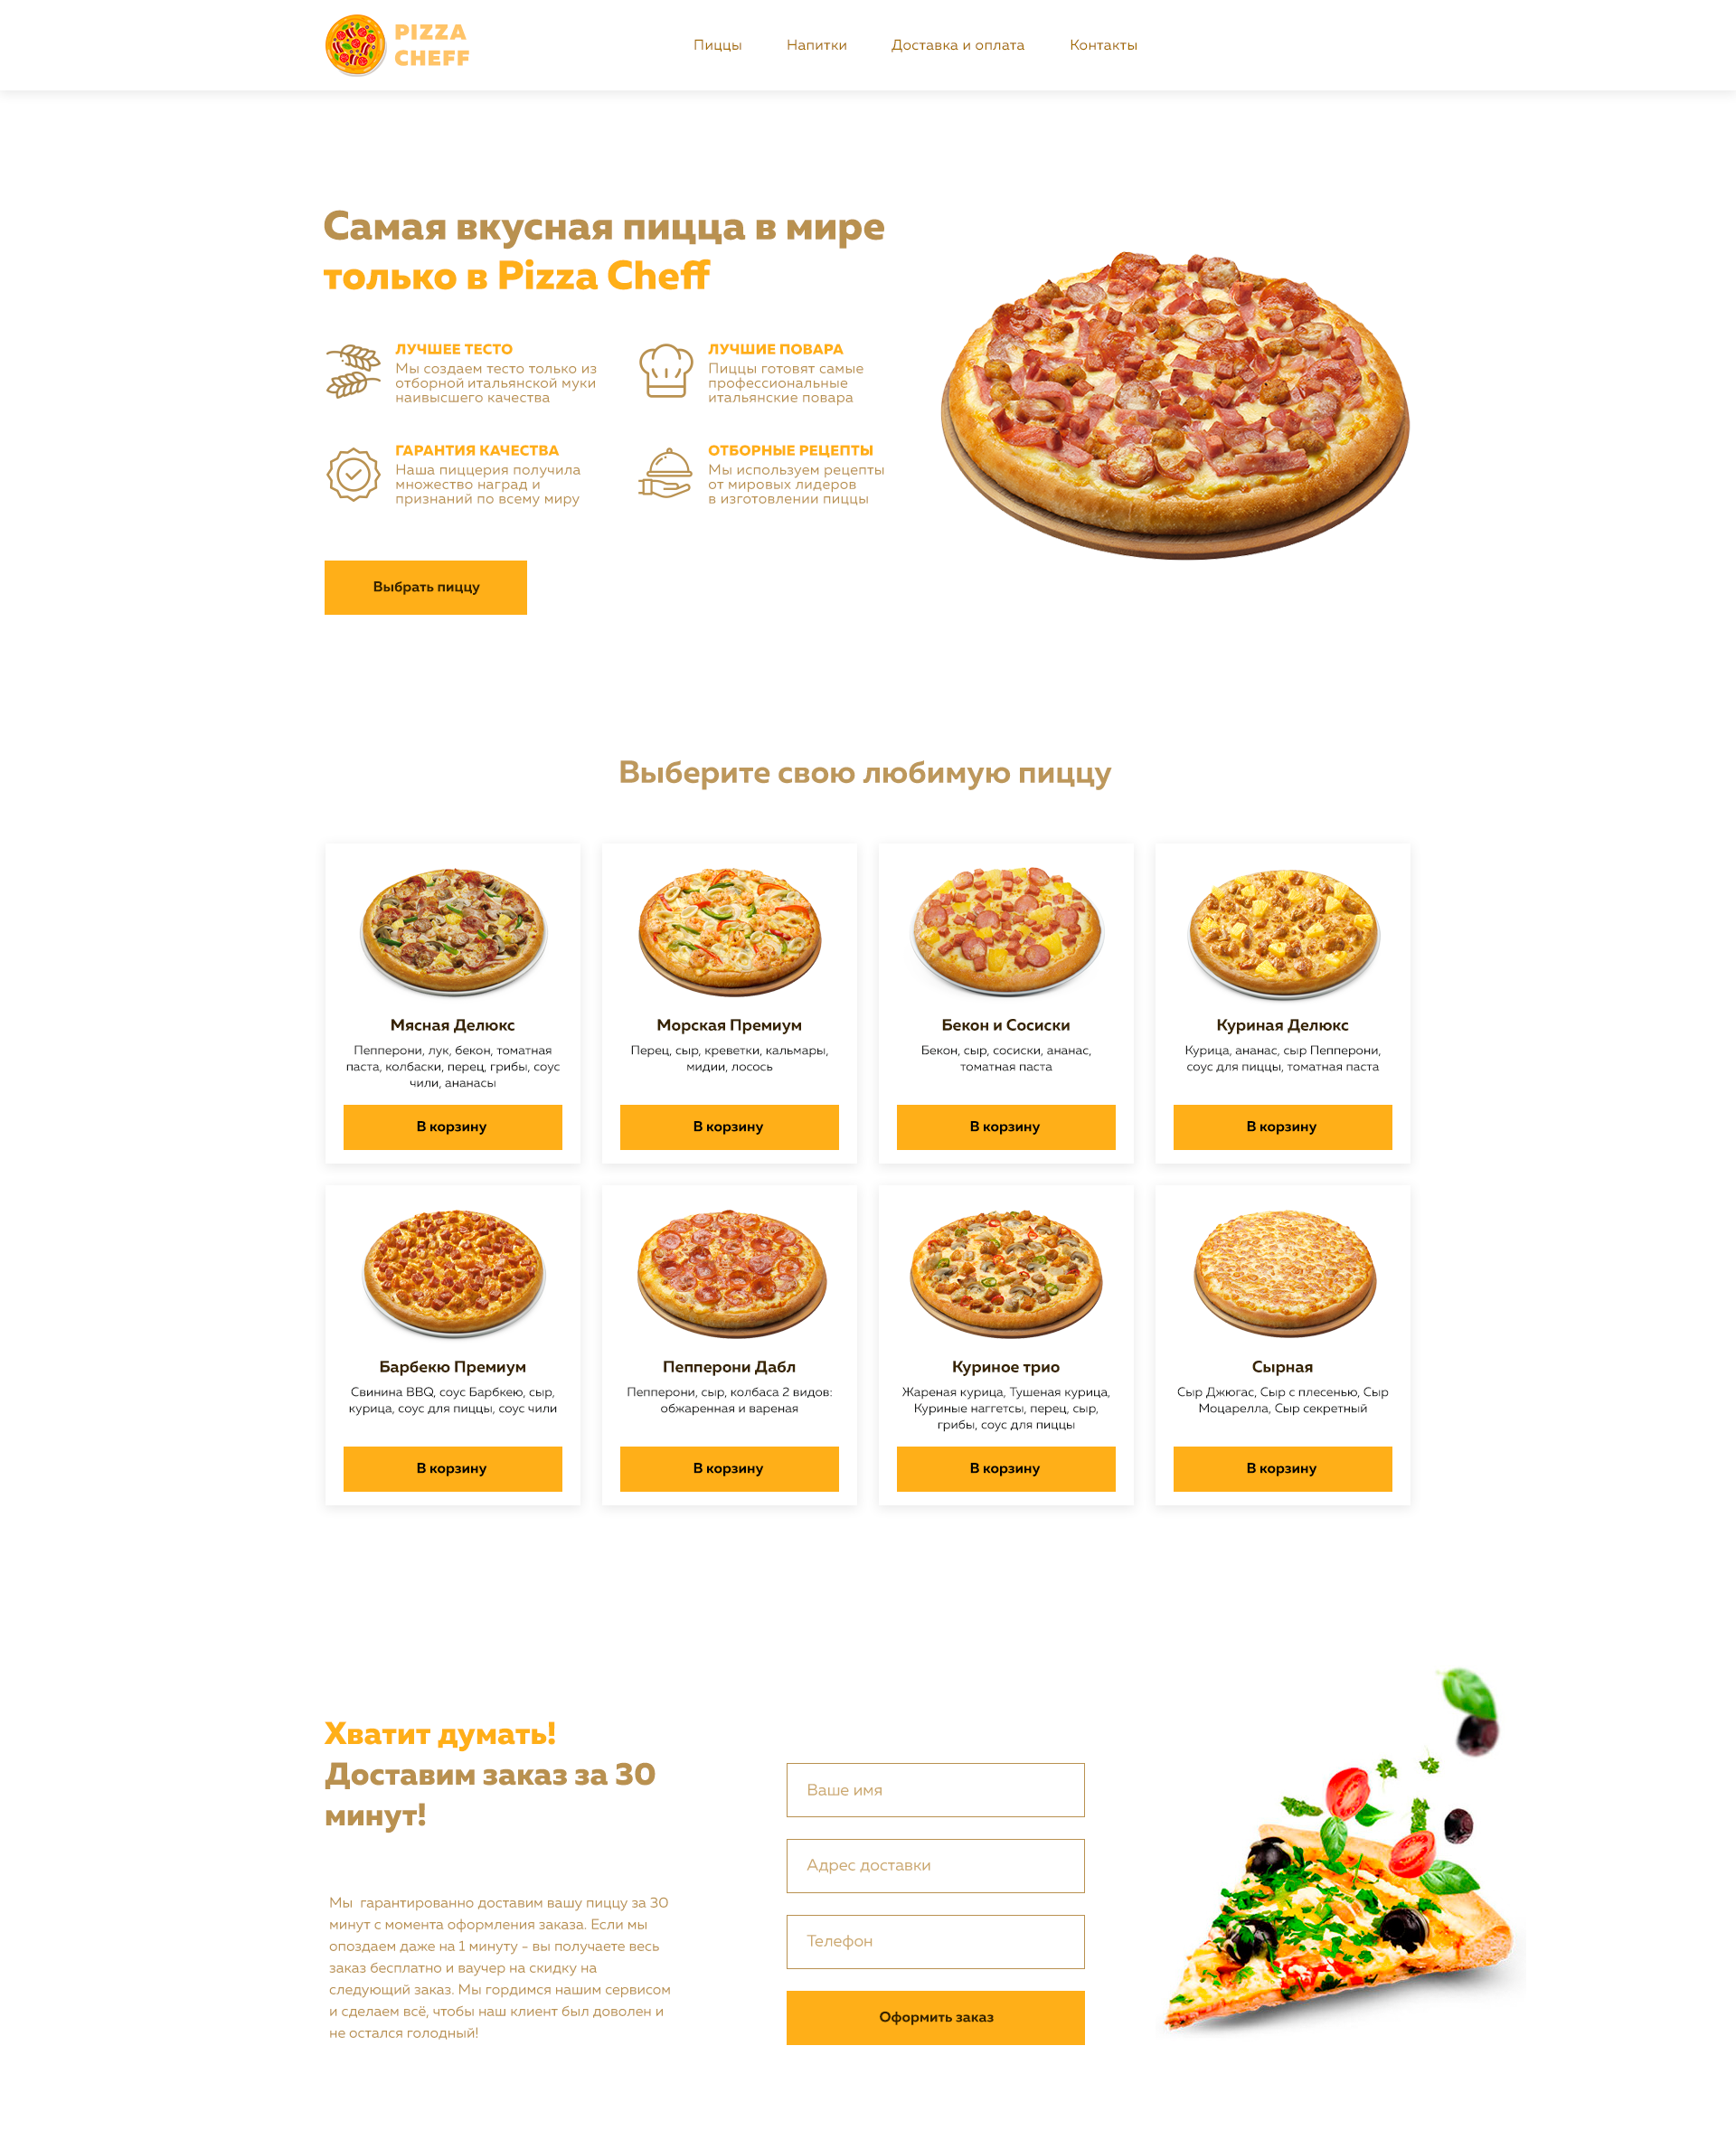 PIZZA
CHEFF
Пиццы
Напитки
Доставка и оплата
Контакты
Самая вкусная пицца в мире
только в Pizza Cheff
ЛУЧШЕЕ ТЕСТО
Мы создаем тесто только из
отборной итальянской муки
наивысшего качества
ЛУЧШИЕ ПОВАРА
Пиццы готовят самые
профессиональные
итальянские повара
ГАРАНТИЯ КАЧЕСТВА
Наша пиццерия получила
множество наград и
признаний по всему миру
ОТБОРНЫЕ РЕЦЕПТЫ
Мы используем рецепты
от мировых лидеров
в изготовлении пиццы
Выбрать пиццу
Выберите свою любимую пиццу
Мясная Делюкс
Пепперони, лук, бекон, томатная
паста, колбаски, перец, грибы, соус
чили, ананасы
В корзину
Морская Премиум
Перец, сыр, креветки, кальмары,
мидии, лосось
В корзину
Бекон и Сосиски
Бекон, сыр, сосиски, ананас,
томатная паста
В корзину
Куриная Делюкс
Курица, ананас, сыр Пепперони,
соус для пиццы, томатная паста
В корзину
Барбекю Премиум
Свинина BBQ, соус Барбкею, сыр,
курица, соус для пиццы, соус чили
В корзину
Пепперони Дабл
Пепперони, сыр, колбаса 2 видов:
обжаренная и вареная
В корзину
Куриное трио
Жареная курица, Тушеная курица,
Куриные наггетсы, перец, сыр,
грибы, соус для пиццы
В корзину
Сырная
Сыр Джюгас, Сыр с плесенью, Сыр
Моцарелла, Сыр секретный
В корзину
Хватит думать!
Доставим заказ за 30
минут!
Мы  гарантированно доставим вашу пиццу за 30
минут с момента оформления заказа. Если мы
опоздаем даже на 1 минуту - вы получаете весь
заказ бесплатно и ваучер на скидку на
следующий заказ. Мы гордимся нашим сервисом
и сделаем всё, чтобы наш клиент был доволен и
не остался голодный!
Ваше имя
Адрес доставки
Телефон
Оформить заказ